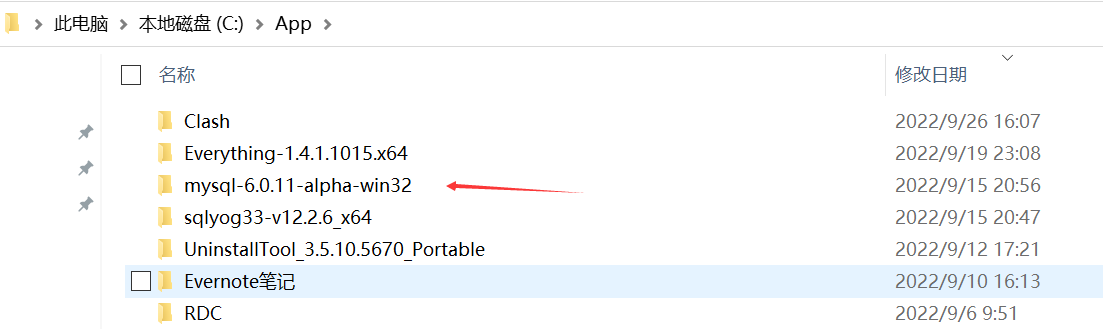 此电脑 > 本地磁盘 (C:) > App >
名称 修改日期
Clash 2022/9/26 16:07
Everything-1.4.1.1015.x64 2022/9/19 23:08
mysql-6.0.11-alpha-win32 2022/9/15 20:56
sqlyog33-v12.2.6_x64 2022/9/15 20:47
UninstallTool_3.5.10.5670_Portable 2022/9/12 17:21
Evernote笔记 2022/9/10 16:13
RDC 2022/9/6 9:51